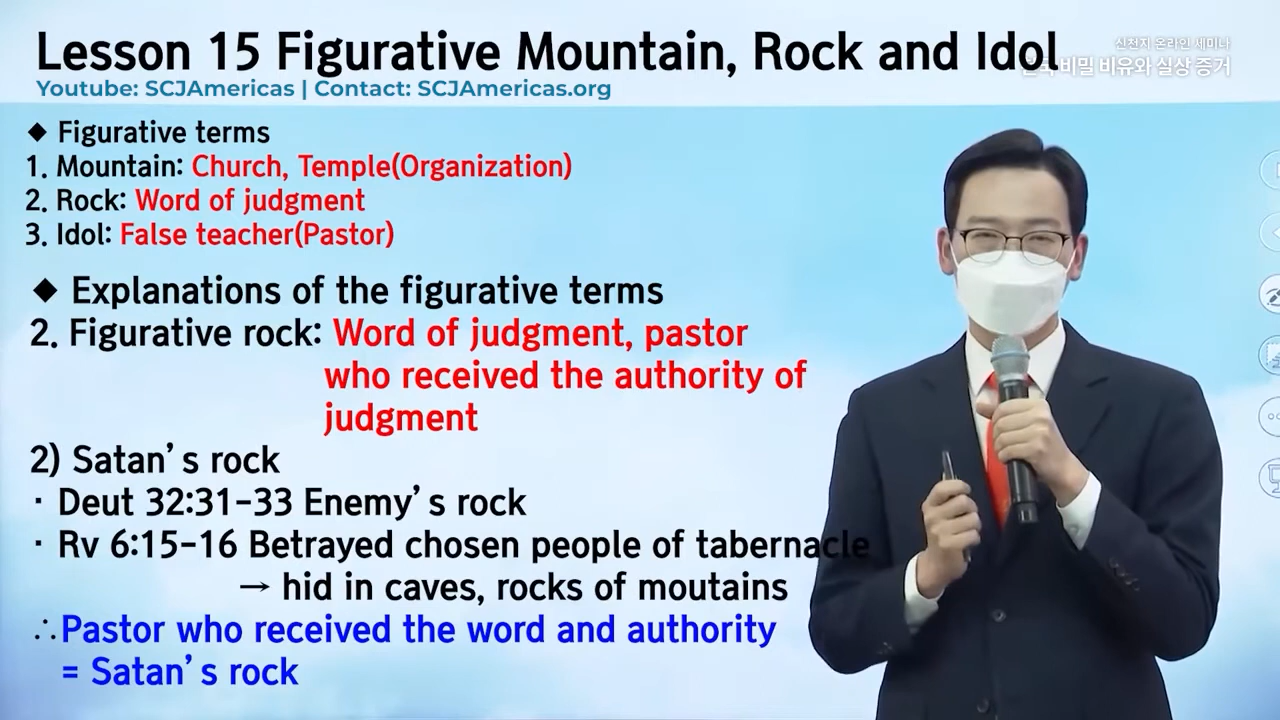 Lesson 15 Figurative Mountain, Rock and Idol
신천지 온라인 세미나
비밀 비유와 실상 증거
Youtube: SCJAmericas | Contact: SCJAmericas.org
◆ Figurative terms
1. Mountain: Church, Temple(Organization)
2. Rock: Word of judgment
3. Idol: False teacher(Pastor)
◆ Explanations of the figurative terms
2. Figurative rock: Word of judgment, pastor
who received the authority of
judgment
2) Satan's rock
· Deut 32:31-33 Enemy's rock
· Rv 6:15-16 Betrayed chosen people of tabernacle
→ hid in caves, rocks of moutains
∴Pastor who received the word and authority
= Satan's rock